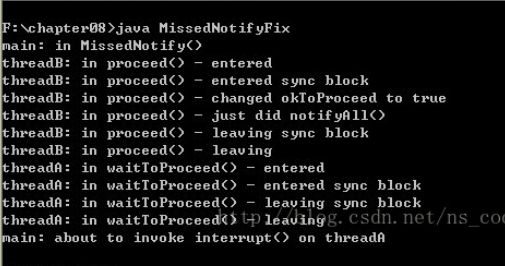 F:\chapter08>java MissedNotifyFix
main: in MissedNotify()
threadB: in proceed() - entered
threadB: in proceed() - entered sync block
threadB: in proceed() - changed okToProceed to true
threadB: in proceed() - just did notifyAll()
threadB: in proceed() - leaving sync block
threadB: in proceed() - leaving
threadA: in waitToProceed() - entered
threadA: in waitToProceed() - entered sync block
threadA: in waitToProceed() - leaving sync block
threadA: in waitToProceed() - leaving
http://blog.csdn.net/ns_cod
main: about to invoke interrupt() on threadA